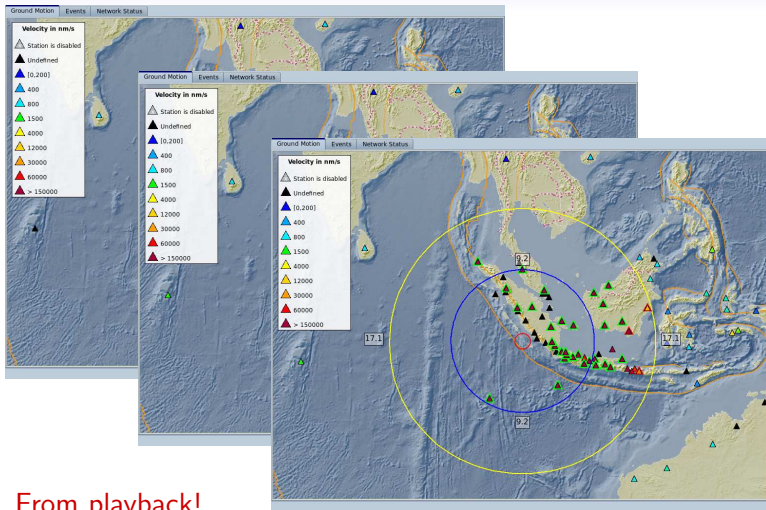 Ground Motion Events Network Status
Velocity in nm/s
Station is disabled
Undefined
[0,200]
400
800
1500
4000
12000
30000
60000
> 150000
Ground Motion Events Network Status
Velocity in nm/s
Station is disabled
Undefined
[0,200]
400
800
1500
4000
12000
30000
60000
> 150000
Ground Motion Events Network Status
Velocity in nm/s
Station is disabled
Undefined
[0,200]
400
800
1500
4000
12000
30000
60000
> 150000
9.2
17.1 17.1
9.2
From playback!